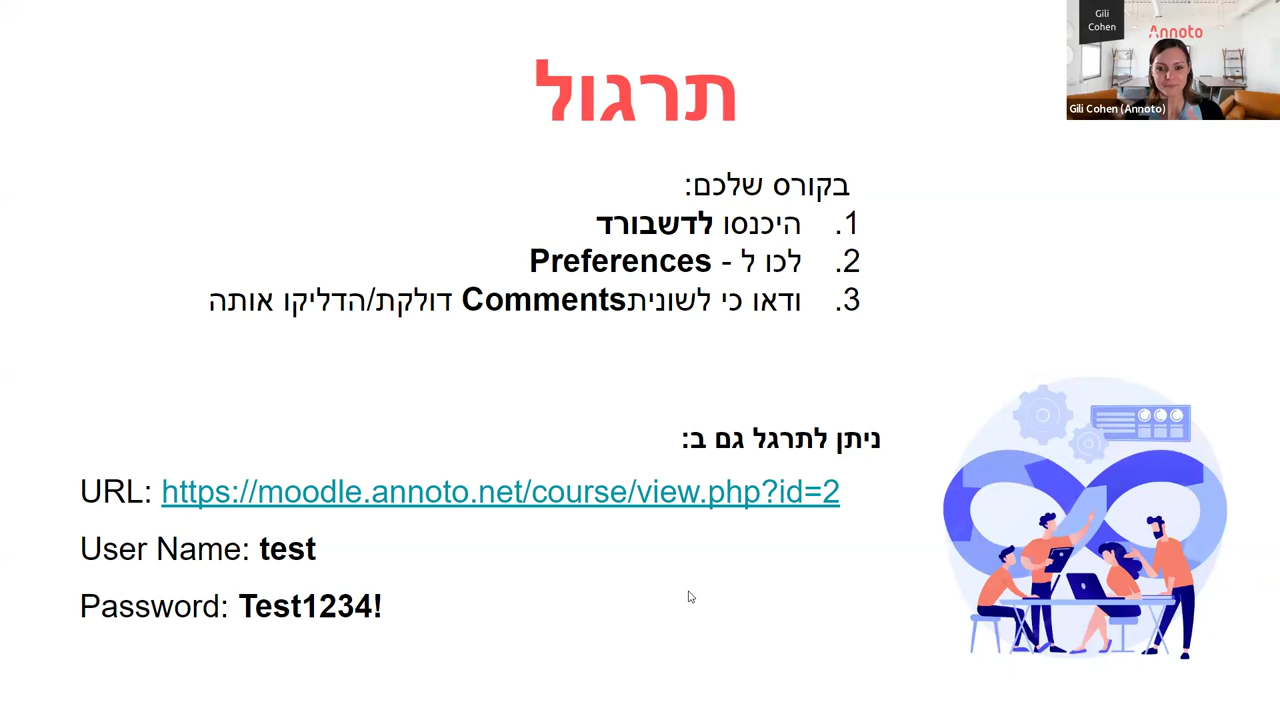 Gili
Cohen
Annoto
Gili Cohen (Annoto)
תרגול
בקורס שלכם:
1. היכנסו לדשבורד
2. לכו ל - Preferences
3. ודאו כי לשוניתComments דולקת/הדליקו אותה
ניתן לתרגל גם ב:
URL: https://moodle.annoto.net/course/view.php?id=2
User Name: test
Password: Test1234!